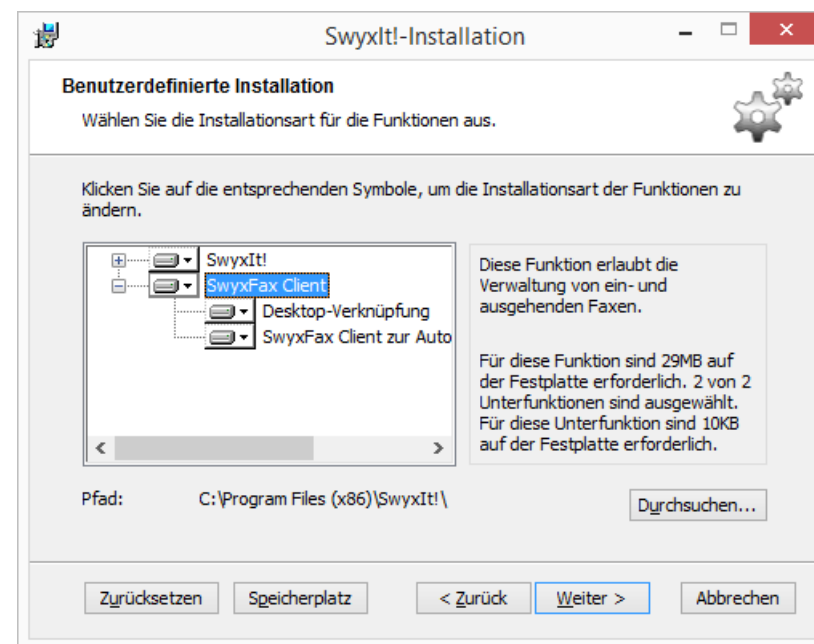 SwyxIt!-Installation
Benutzerdefinierte Installation
Wählen Sie die Installationsart für die Funktionen aus.
Klicken Sie auf die entsprechenden Symbole, um die Installationsart der Funktionen zu
ändern.
SwyxIt!
SwyxFax Client
Desktop-Verknüpfung
SwyxFax Client zur Auto
Diese Funktion erlaubt die
Verwaltung von ein- und
ausgehenden Faxen.
Für diese Funktion sind 29MB auf
der Festplatte erforderlich. 2 von 2
Unterfunktionen sind ausgewählt.
Für diese Unterfunktion sind 10KB
auf der Festplatte erforderlich.
Pfad: C:\Program Files (x86)\SwyxIt!\
Durchsuchen...
Zurücksetzen Speicherplatz < Zurück Weiter > Abbrechen